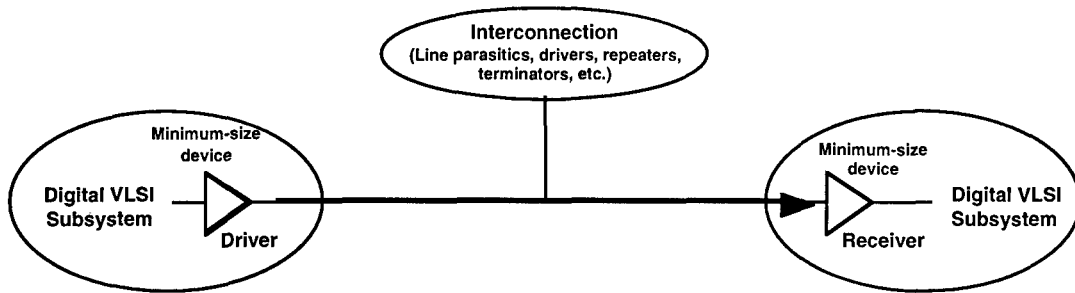 Interconnection
(Line parasitics, drivers, repeaters,
terminators, etc.)
Minimum-size
device
Digital VLSI
Subsystem
Driver
Minimum-size
device
Digital VLSI
Subsystem
Receiver